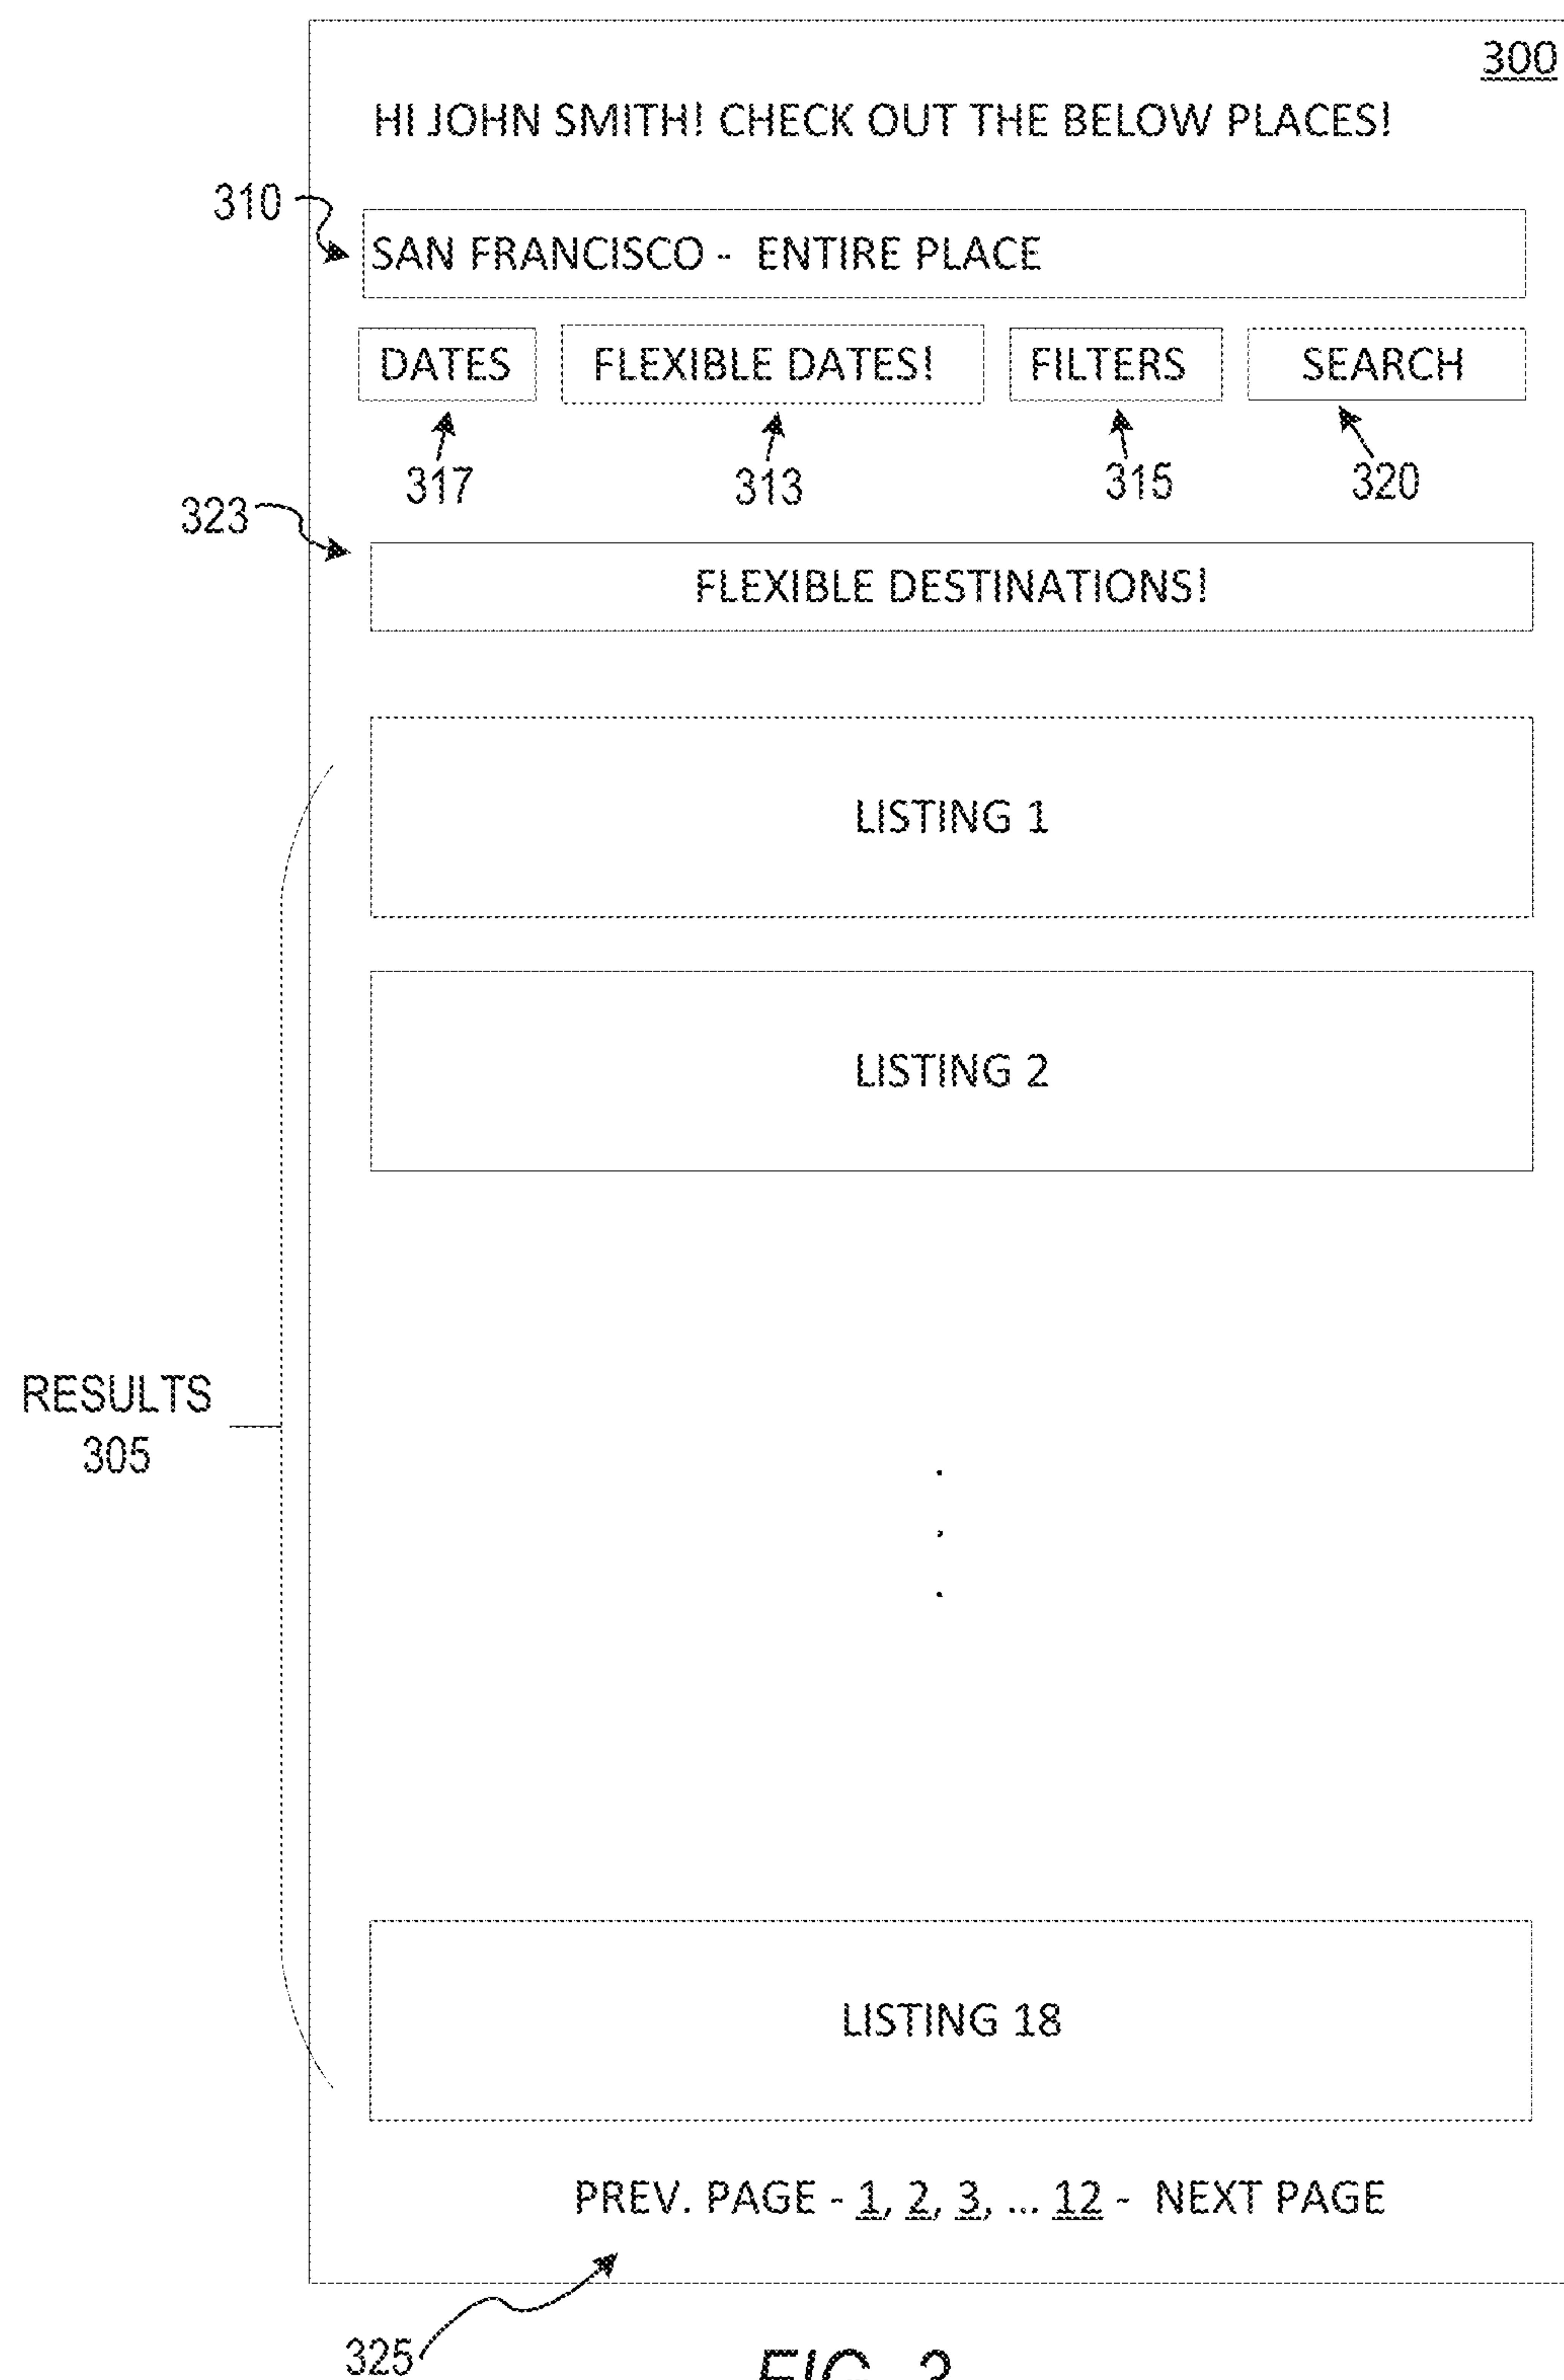 300
HI JOHN SMITH! CHECK OUT THE BELOW PLACES!
310
SAN FRANCISCO - ENTIRE PLACE
DATES FLEXIBLE DATES! FILTERS SEARCH
317 313 315 320
323
FLEXIBLE DESTINATIONS!
LISTING 1
LISTING 2
RESULTS
305
.
.
.
LISTING 18
PREV. PAGE - 1, 2, 3, ... 12 - NEXT PAGE
325
FIG.